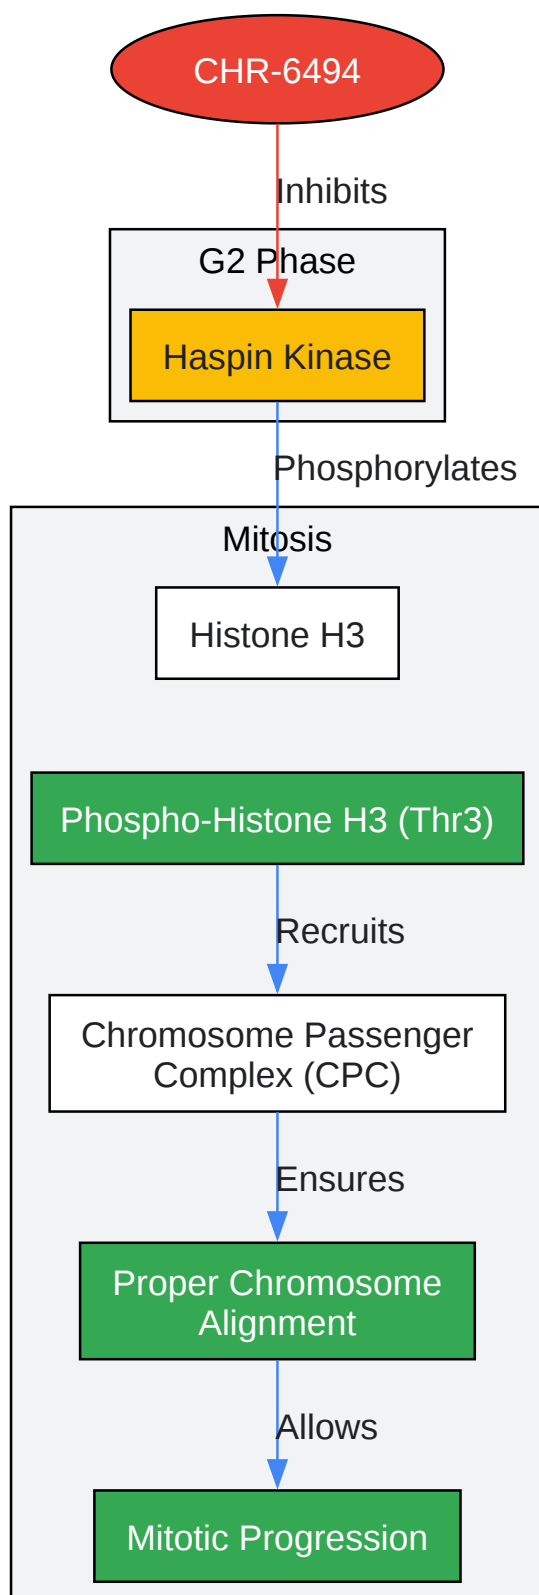 CHR-6494
Inhibits
G2 Phase
Haspin Kinase
Phosphorylates
Mitosis
Histone H3
Phospho-Histone H3 (Thr3)
Recruits
Chromosome Passenger
Complex (CPC)
Ensures
Proper Chromosome
Alignment
Allows
Mitotic Progression